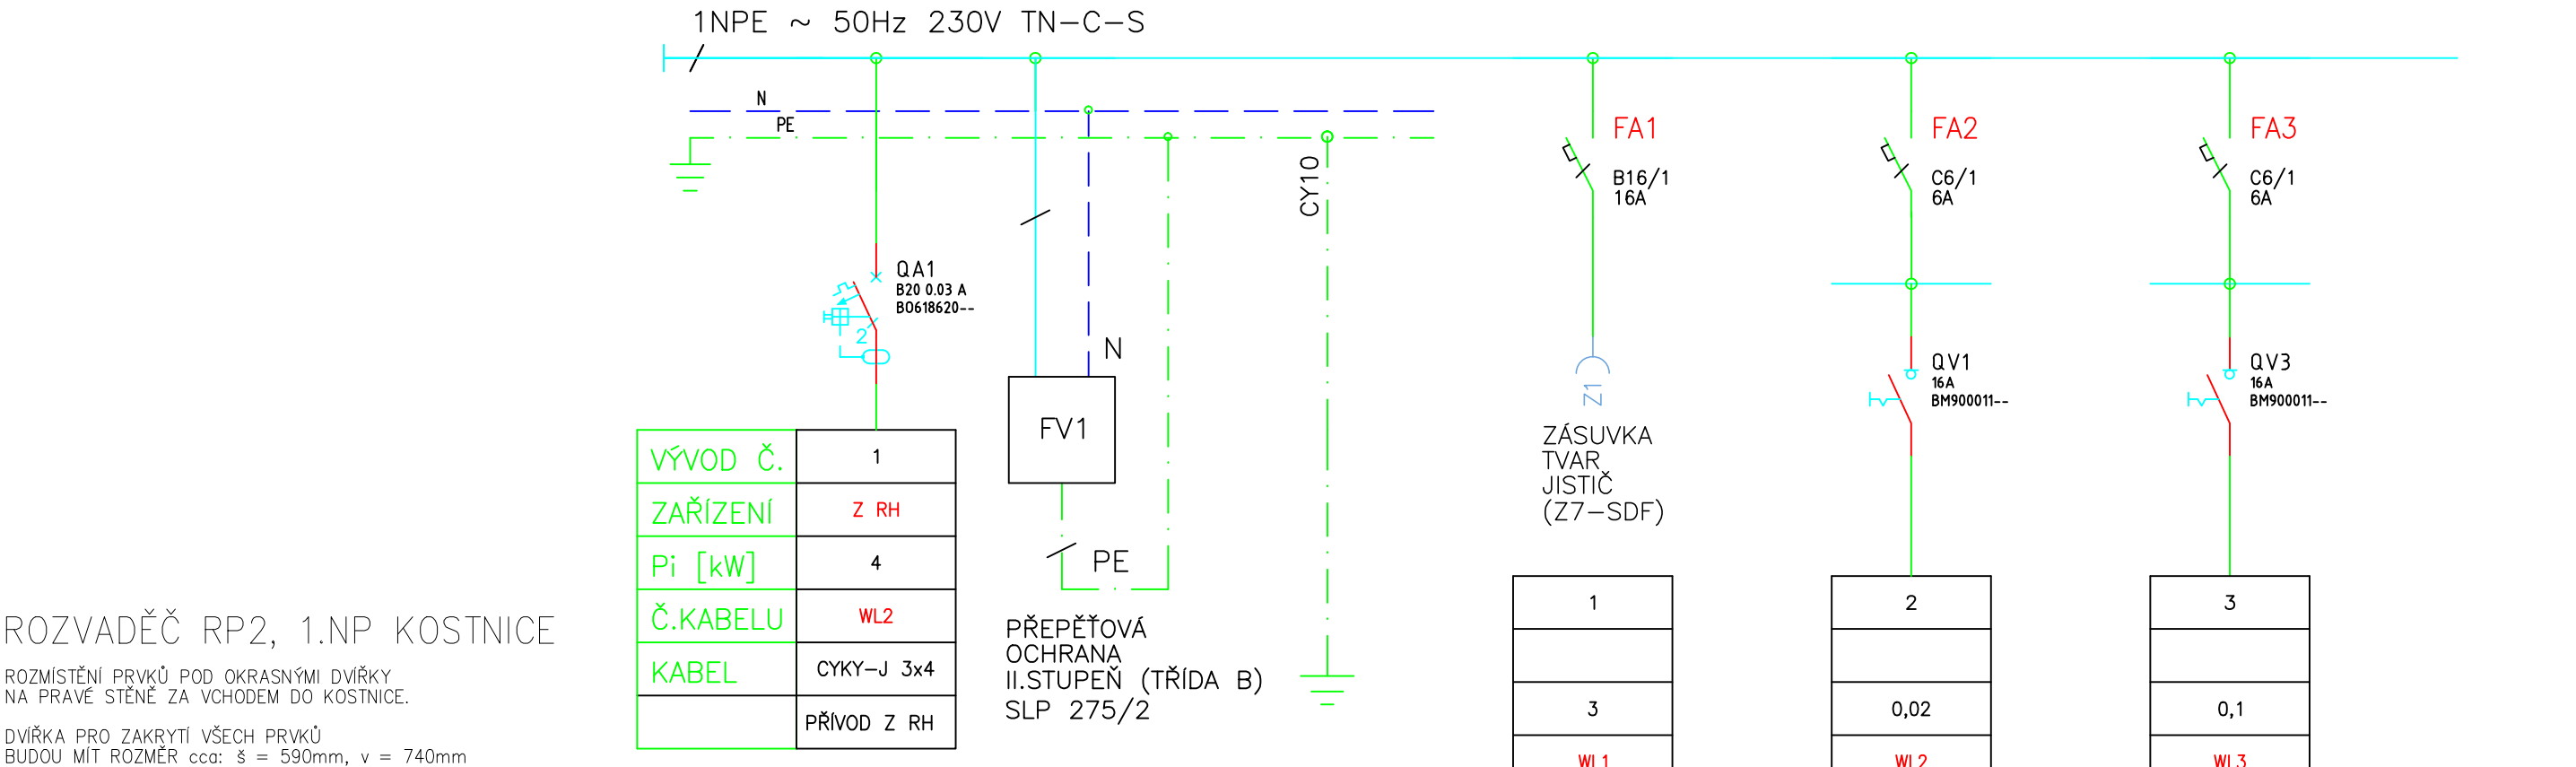 1NPE ~ 50Hz 230V TN-C-S
N
PE
CY10
FA1
B16/1
16A
FA2
C6/1
6A
FA3
C6/1
6A
QA1
B20 0.03 A
BO618620--
2
N
FV1
PE
Z1
ZÁSUVKA
TVAR
JISTIČ
(Z7-SDF)
QV1
16A
BM900011--
QV3
16A
BM900011--
VÝVOD Č. 1
ZAŘÍZENÍ Z RH
Pi [kW] 4
Č.KABELU WL2
KABEL CYKY-J 3x4
PŘÍVOD Z RH
PŘEPĚŤOVÁ
OCHRANA
II.STUPEŇ (TŘÍDA B)
SLP 275/2
1 2 3
3 0,02 0,1
WL1 WL2 WL3
ROZVADĚČ RP2, 1.NP KOSTNICE
ROZMÍSTĚNÍ PRVKŮ POD OKRASNÝMI DVÍŘKY
NA PRAVÉ STĚNĚ ZA VCHODEM DO KOSTNICE.
DVÍŘKA PRO ZAKRYTÍ VŠECH PRVKŮ
BUDOU MÍT ROZMĚR cca: š = 590mm, v = 740mm